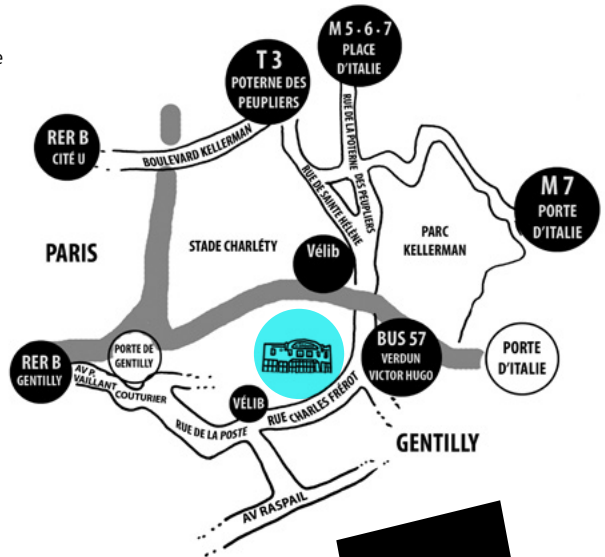 e
M 5 · 6 · 7
PLACE
D'ITALIE
T 3
POTERNE DES
PEUPLIERS
RER B
CITÉ U
BOULEVARD KELLERMAN
RUE DE LA POTERNE DES PEUPLIERS
RUE DE SAINTE HÉLÈNE
M 7
PORTE
D'ITALIE
PARIS
STADE CHARLÉTY
Vélib
PARC
KELLERMAN
RER B
GENTILLY
PORTE DE
GENTILLY
AV P.
VAILLANT
COUTURIER
BUS 57
VERDUN
VICTOR HUGO
PORTE
D'ITALIE
VÉLIB
RUE CHARLES FRÉROT
RUE DE LA POSTE
GENTILLY
AV RASPAIL